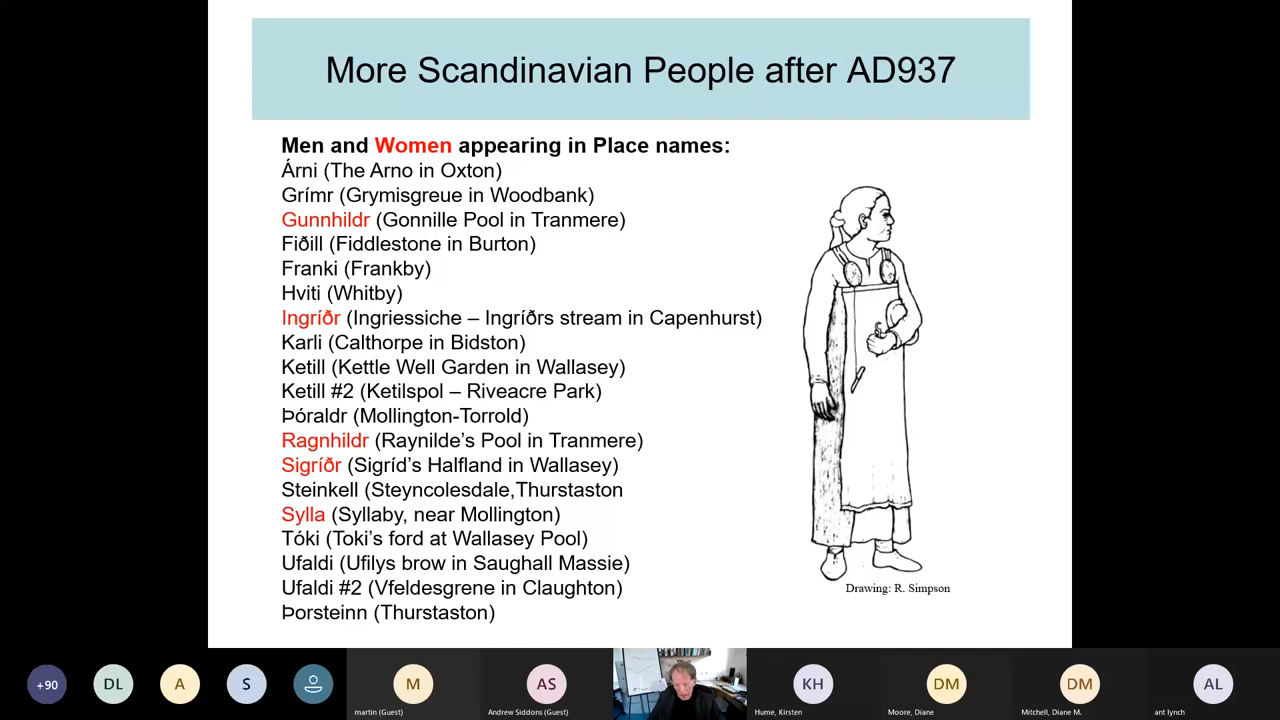 More Scandinavian People after AD937
Men and Women appearing in Place names:
Árni (The Arno in Oxton)
Grímr (Grymisgreue in Woodbank)
Gunnhildr (Gonnille Pool in Tranmere)
Fiðill (Fiddlestone in Burton)
Franki (Frankby)
Hviti (Whitby)
Ingríðr (Ingriessiche – Ingríðrs stream in Capenhurst)
Karli (Calthorpe in Bidston)
Ketill (Kettle Well Garden in Wallasey)
Ketill #2 (Ketilspol – Riveacre Park)
Þóraldr (Mollington-Torrold)
Ragnhildr (Raynilde’s Pool in Tranmere)
Sigríðr (Sigríd’s Halfland in Wallasey)
Steinkell (Steyncolesdale,Thurstaston
Sylla (Syllaby, near Mollington)
Tóki (Toki’s ford at Wallasey Pool)
Ufaldi (Ufilys brow in Saughall Massie)
Ufaldi #2 (Vfeldesgrene in Claughton)
Þorsteinn (Thurstaston)
Drawing: R. Simpson
+90
DL
A
S
M
martin (Guest)
AS
Andrew Siddons (Guest)
KH
Hume, Kirsten
DM
Moore, Diane
DM
Mitchell, Diane M.
AL
ant lynch